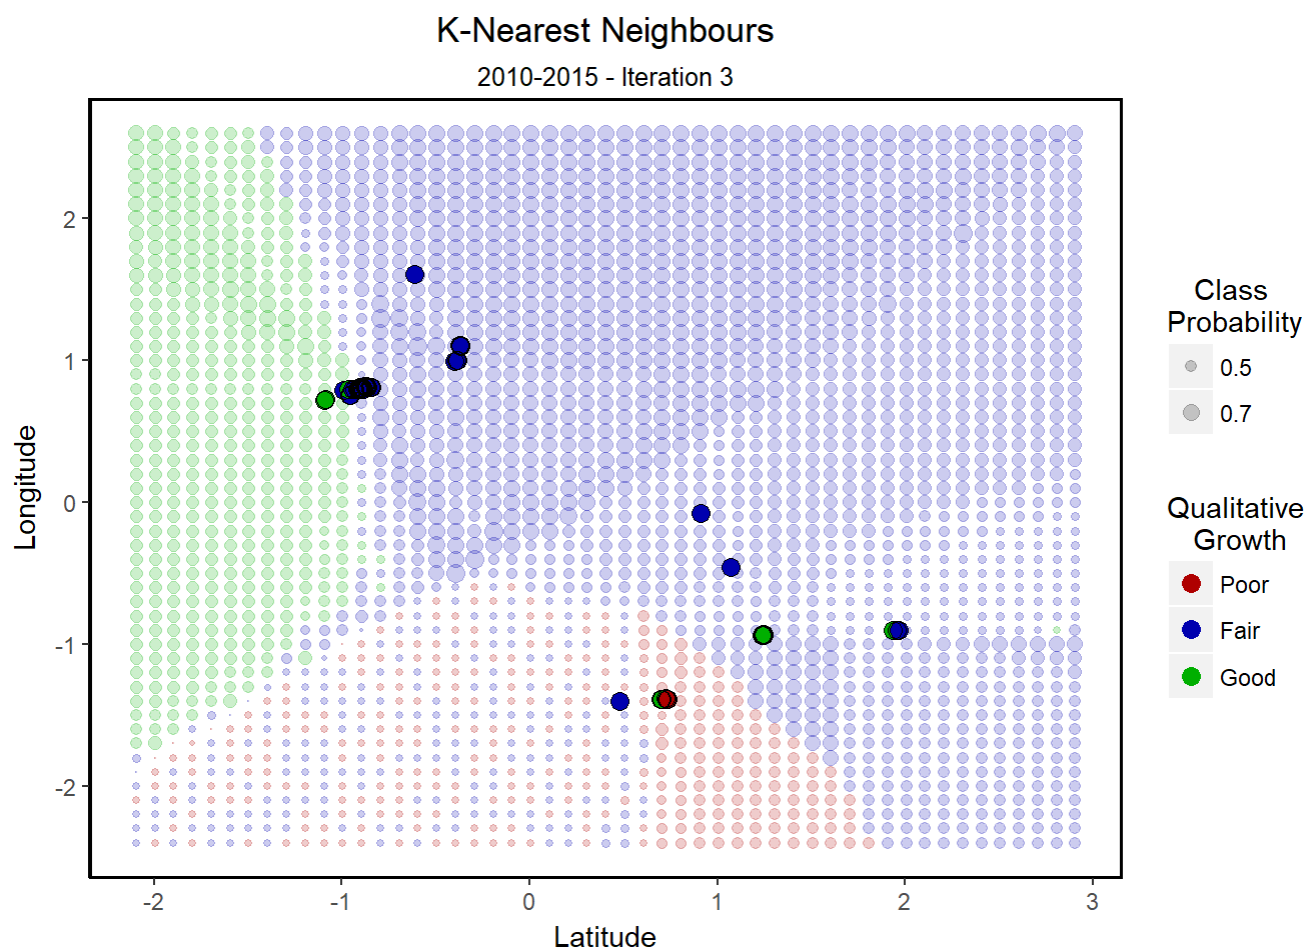 K-Nearest Neighbours
2010-2015 - Iteration 3
Longitude
2
1
0
-1
-2
-2
-1
0
1
2
3
Latitude
Class
Probability
0.5
0.7
Qualitative
Growth
Poor
Fair
Good